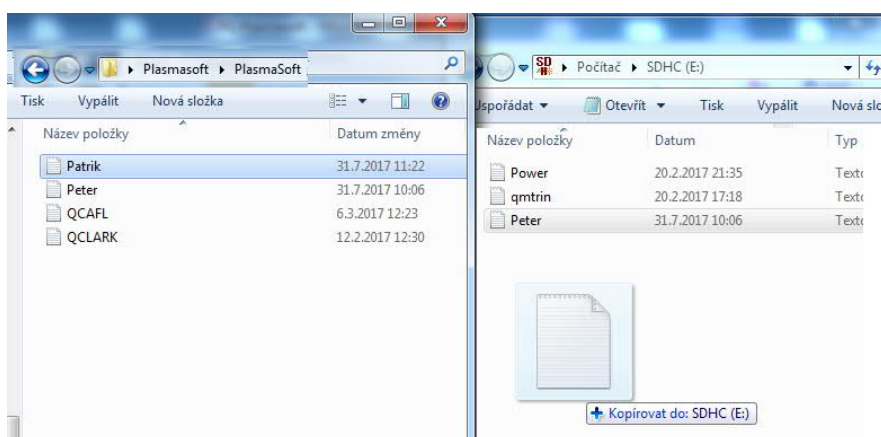 Plasmasoft ▸ PlasmaSoft
Tisk Vypálit Nová složka
Název položky Datum změny
Patrik 31.7.2017 11:22
Peter 31.7.2017 10:06
QCAFL 6.3.2017 12:23
QCLARK 12.2.2017 12:30
SD Počítač ▸ SDHC (E:)
Uspořádat Otevřít Tisk Vypálit Nová slo
Název položky Datum Typ
Power 20.2.2017 21:35 Texto
qmtrin 20.2.2017 17:18 Texto
Peter 31.7.2017 10:06 Texto
Kopírovat do: SDHC (E:)